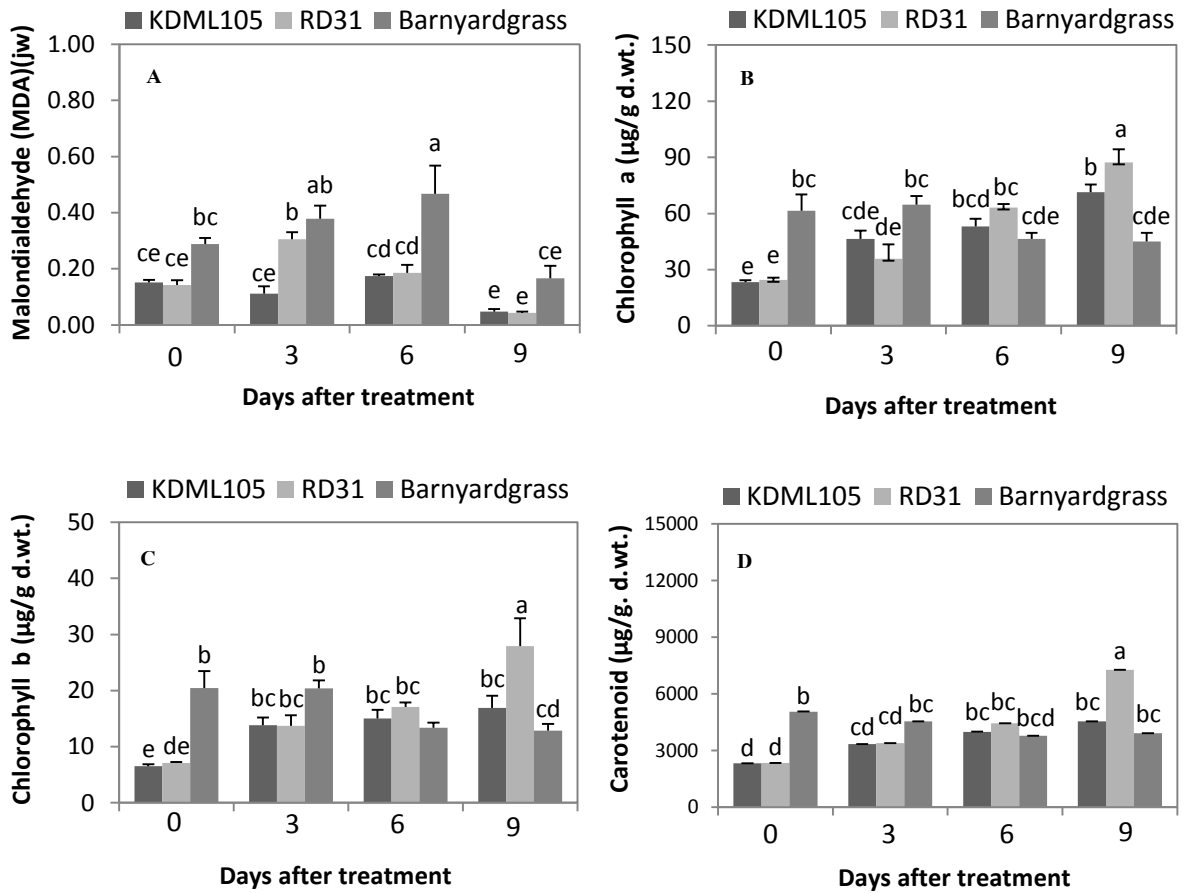 KDML105 RD31 Barnyardgrass
A
Malondialdehyde (MDA)(jw)
1.00
0.80
0.60
0.40
0.20
0.00
ce ce bc
ce b ab
cd cd a
e e ce
0 3 6 9
Days after treatment
KDML105 RD31 Barnyardgrass
B
Chlorophyll a (µg/g d.wt.)
150
120
90
60
30
0
e e bc
cde de bc
bcd bc cde
b a cde
0 3 6 9
Days after treatment
KDML105 RD31 Barnyardgrass
C
Chlorophyll b (µg/g d.wt.)
50
40
30
20
10
0
e de b
bc bc b
bc bc
bc a cd
0 3 6 9
Days after treatment
KDML105 RD31 Barnyardgrass
D
Carotenoid (µg/g. d.wt.)
15000
12000
9000
6000
3000
0
d d b
cd cd bc
bc bc bcd
bc a bc
0 3 6 9
Days after treatment